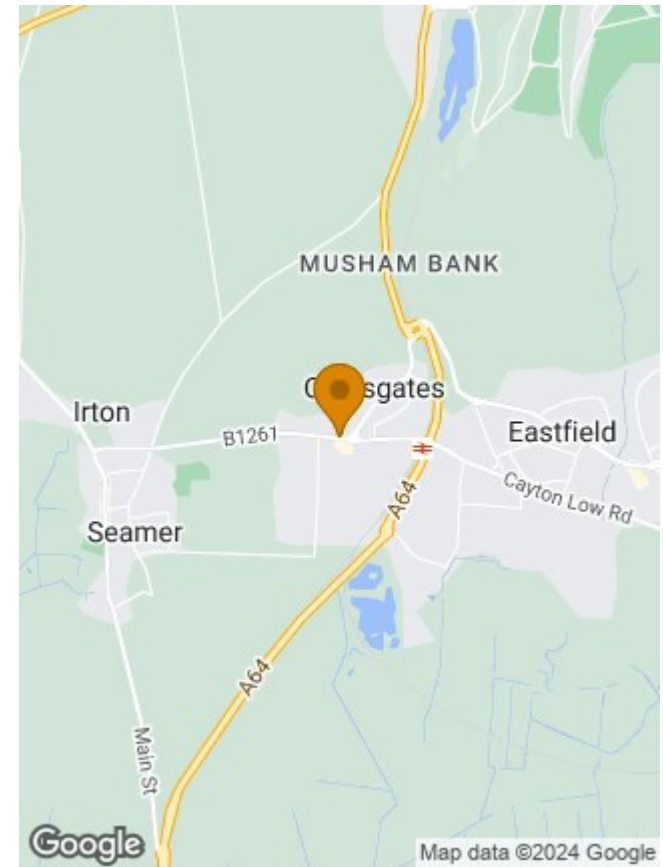 MUSHAM BANK
Irton
B1261
Eastfield
Cayton Low Rd
Seamer
A64
A64
Main St
Google
Map data ©2024 Google